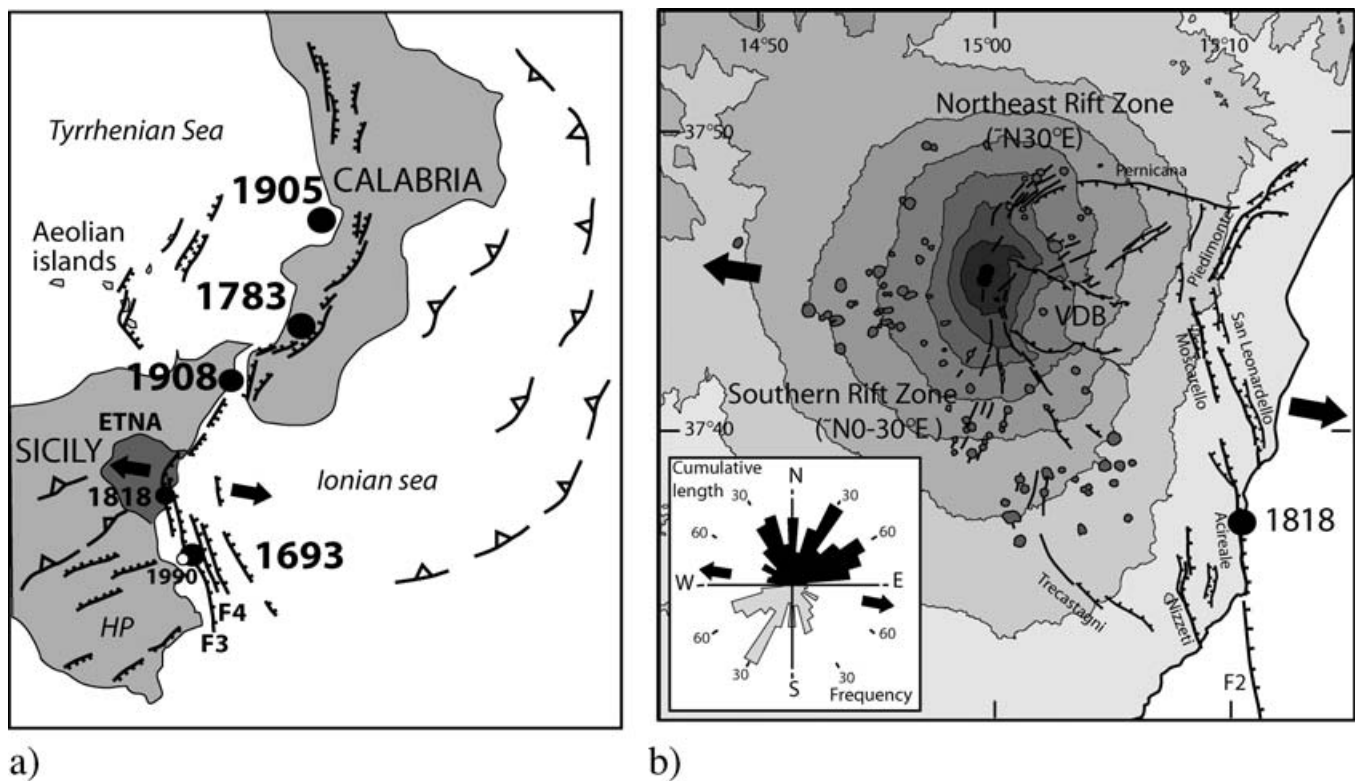 Tyrrhenian Sea
1905
CALABRIA
Aeolian
islands
1783
1908
ETNA
SICILY
1818
Ionian sea
1693
1990
F4
HP
F3
a)
14°50
15°00
15°10
Northeast Rift Zone
37°50
(~N30°E)
Pernicana
Piedimonte
VDB
San Leonardello
Moscarello
Southern Rift Zone
(~N0-30°E)
37°40
Cumulative
length
N
30
30
60
60
W
E
60
60
30
30
S
Frequency
1818
Acireale
Trecastagni
Nizzeti
F2
b)